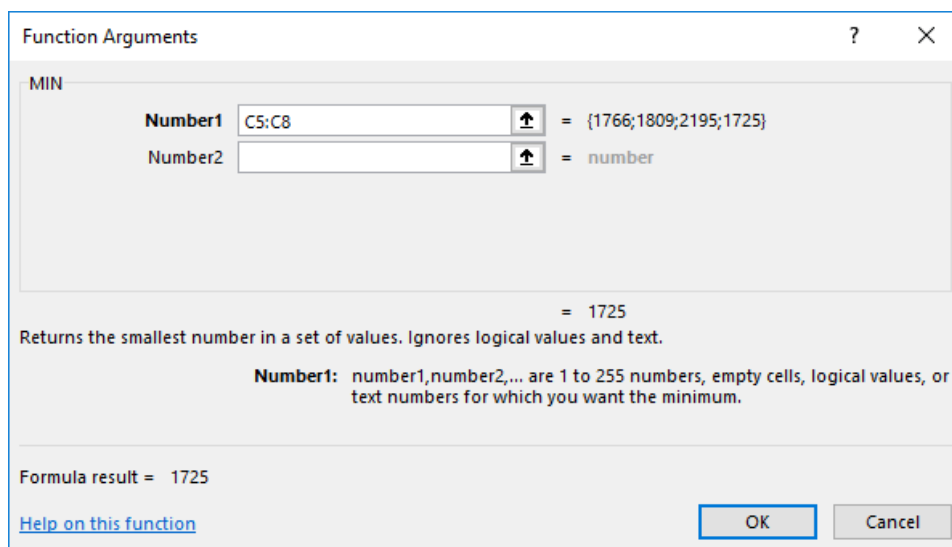 Function Arguments ?
MIN
Number1 C5:C8 = {1766;1809;2195;1725}
Number2 = number
= 1725
Returns the smallest number in a set of values. Ignores logical values and text.
Number1: number1,number2,... are 1 to 255 numbers, empty cells, logical values, or
text numbers for which you want the minimum.
Formula result = 1725
Help on this function OK Cancel